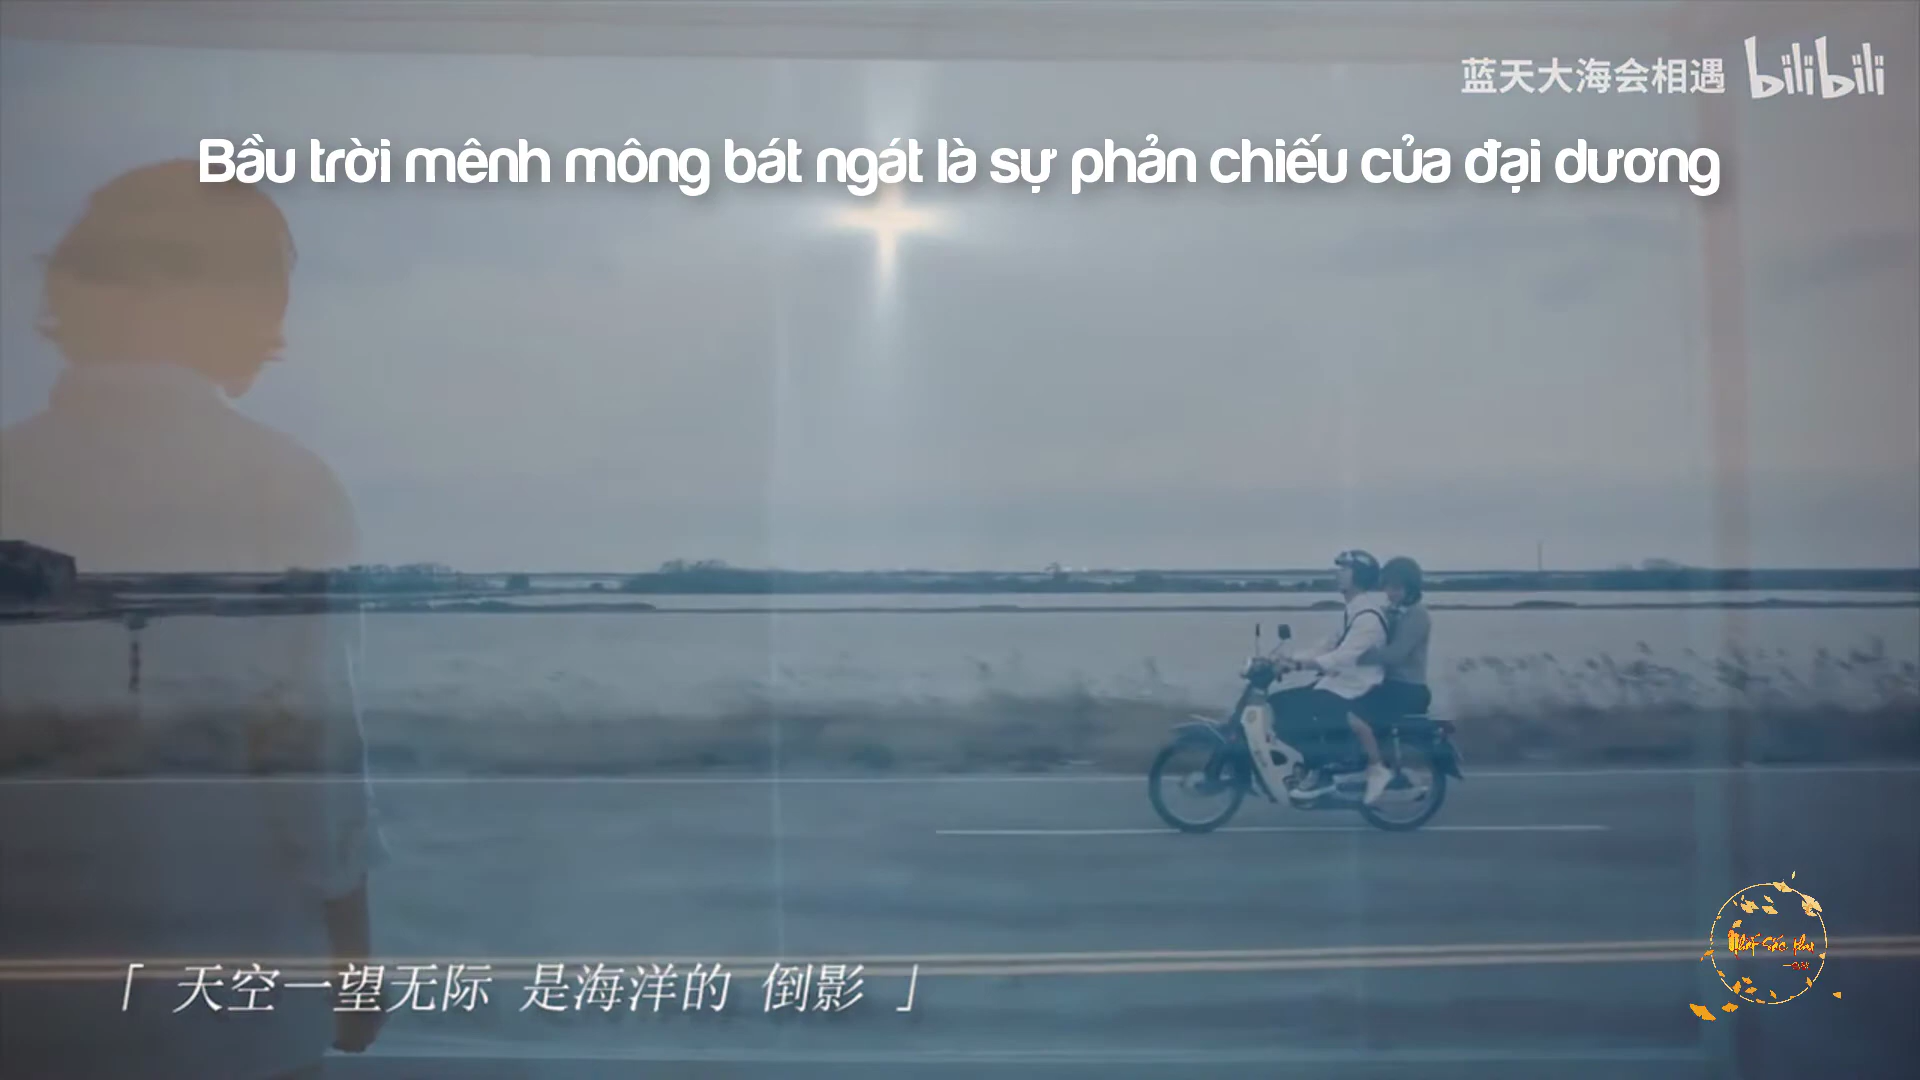 蓝天大海会相遇 bilibili
Bầu trời mênh mông bát ngát là sự phản chiếu của đại dương
「 天空一望无际 是海洋的 倒影 」